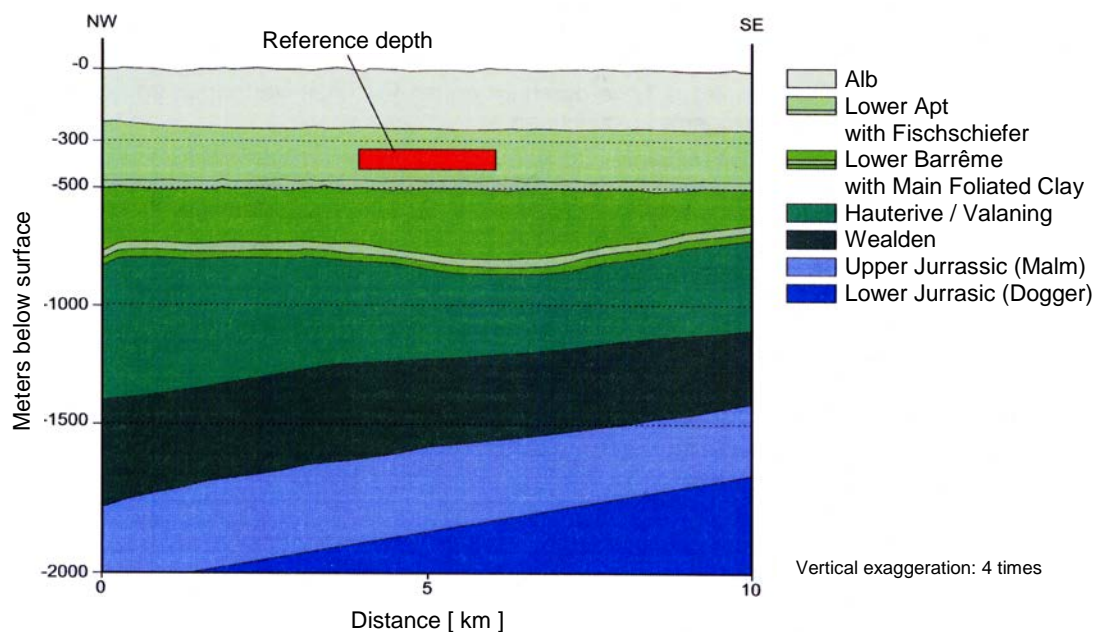 NW
SE
Reference depth
-0
-300
-500
-1000
-1500
-2000
Meters below surface
0
5
10
Distance [ km ]
Alb
Lower Apt
with Fischschiefer
Lower Barrême
with Main Foliated Clay
Hauterive / Valaning
Wealden
Upper Jurrassic (Malm)
Lower Jurrasic (Dogger)
Vertical exaggeration: 4 times